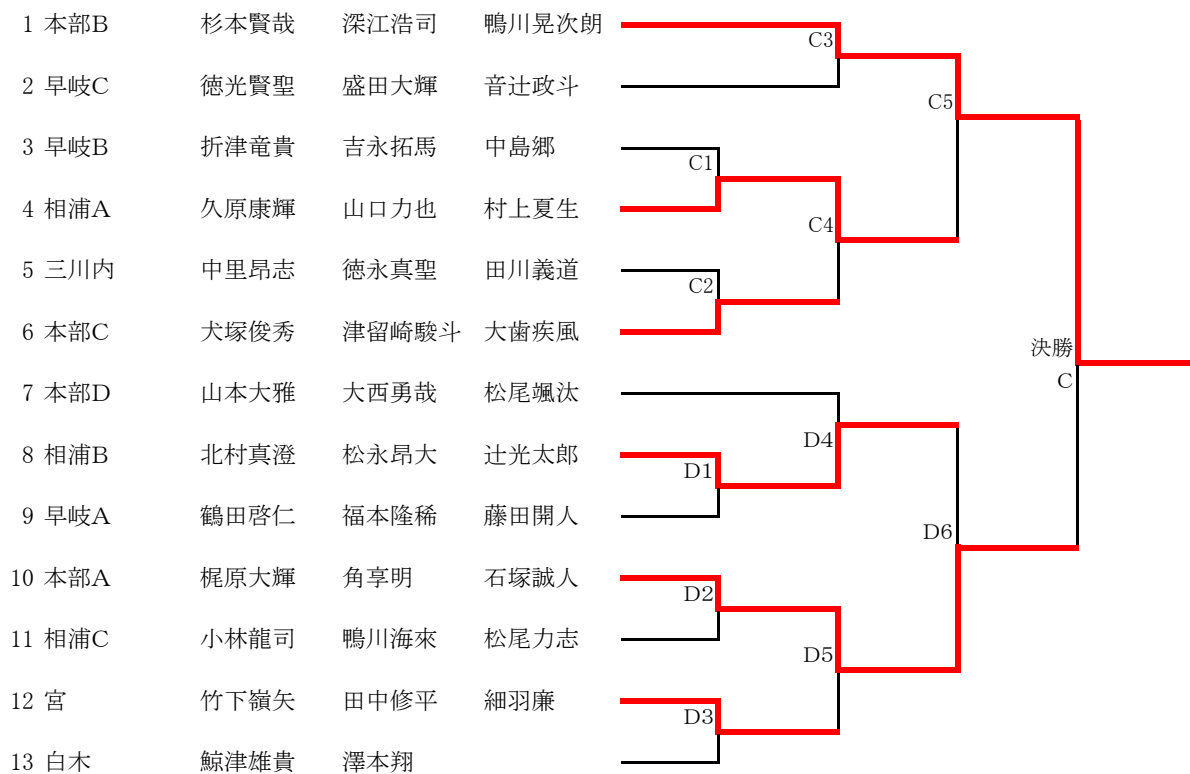 1 本部B 杉本賢哉 深江浩司 鴨川晃次朗
C3
2 早岐C 徳光賢聖 盛田大輝 音辻政斗
C5
3 早岐B 折津竜貴 吉永拓馬 中島郷
C1
4 相浦A 久原康輝 山口力也 村上夏生
C4
5 三川内 中里昂志 徳永真聖 田川義道
C2
6 本部C 犬塚俊秀 津留崎駿斗 大歯疾風
決勝
C
7 本部D 山本大雅 大西勇哉 松尾颯汰
D4
8 相浦B 北村真澄 松永昂大 辻光太郎
D1
9 早岐A 鶴田啓仁 福本隆稀 藤田開人
D6
10 本部A 梶原大輝 角享明 石塚誠人
D2
11 相浦C 小林龍司 鴨川海來 松尾力志
D5
12 宮 竹下嶺矢 田中修平 細羽廉
D3
13 白木 鯨津雄貴 澤本翔